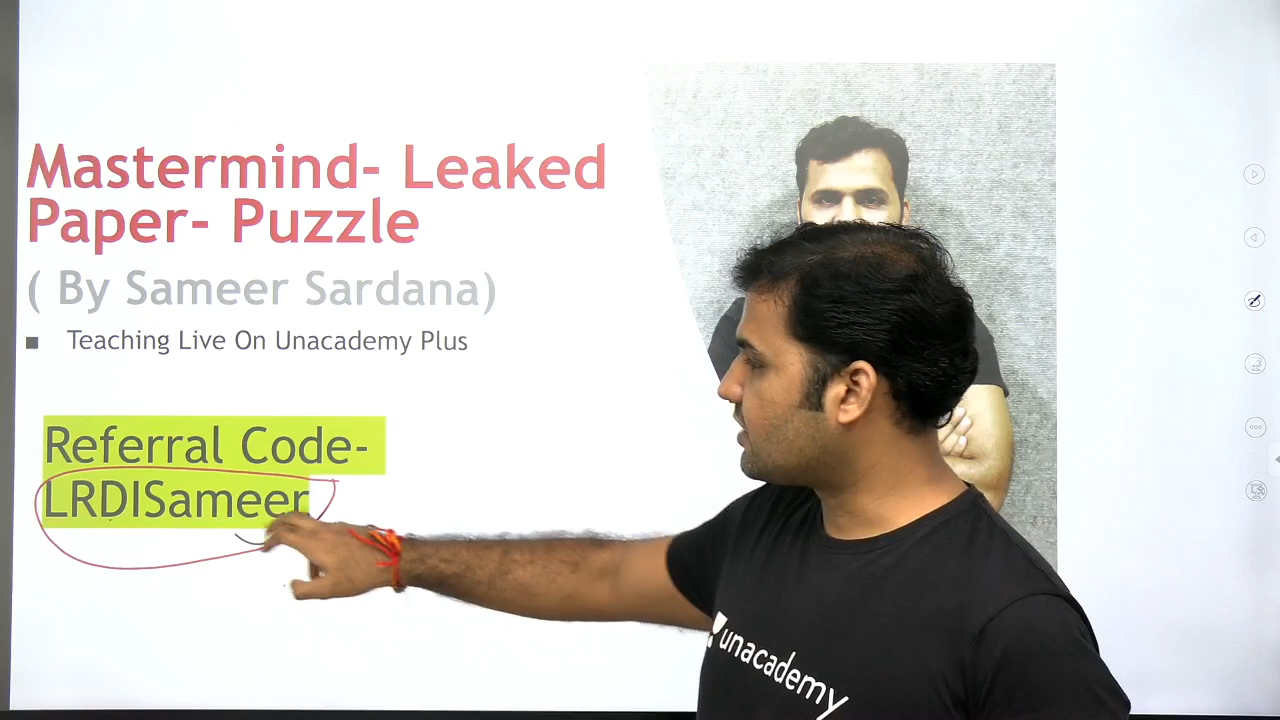 Mastermind- Leaked
Paper- Puzzle
( By Sameer Sardana)
Teaching Live On Unacademy Plus
Referral Code-
LRDISameer
unacademy